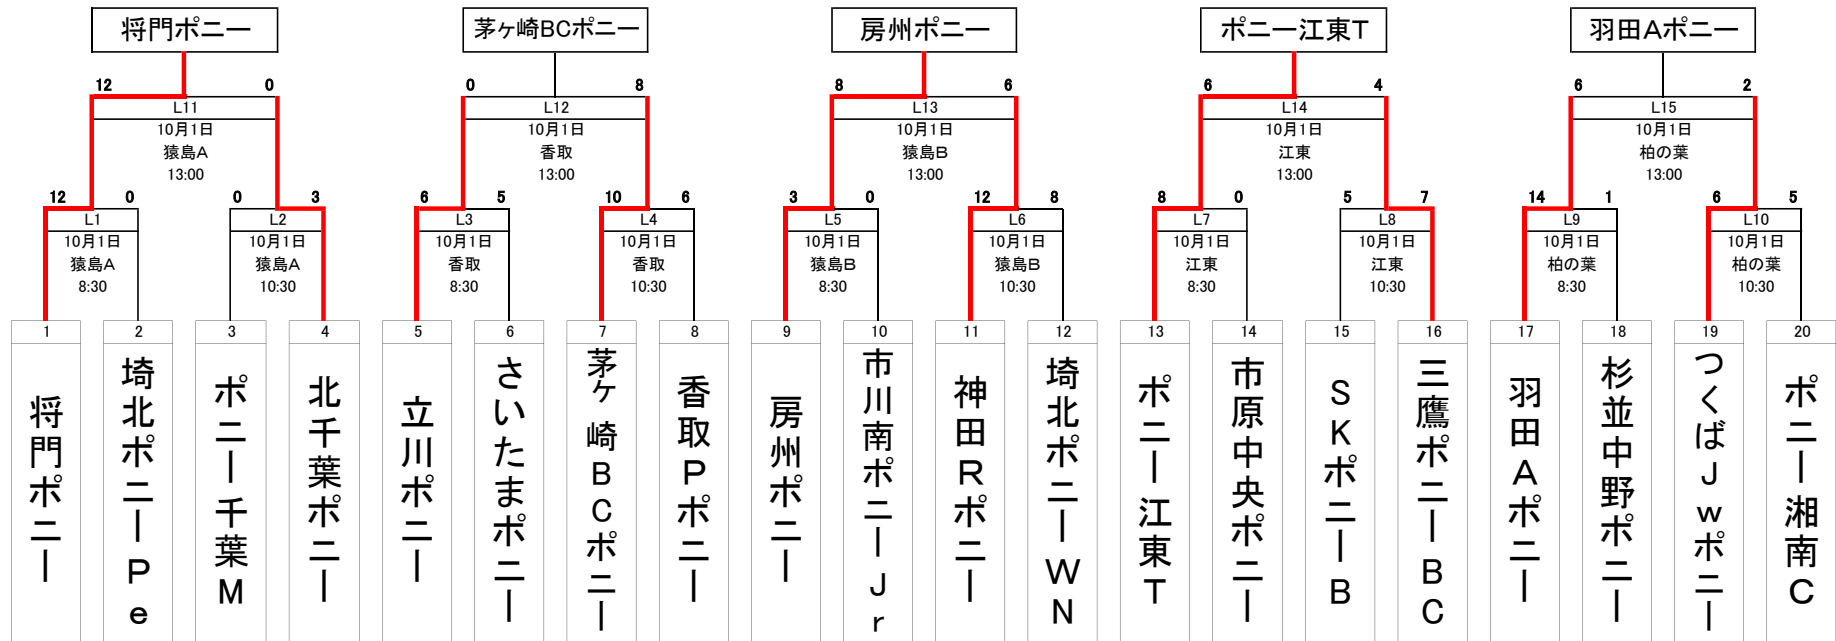 将門ポニー
茅ヶ崎BCポニー
房州ポニー
ポニー江東T
羽田Aポニー
12 0
0 8
8 6
6 4
6 2
L11
10月1日
猿島A
13:00
L12
10月1日
香取
13:00
L13
10月1日
猿島B
13:00
L14
10月1日
江東
13:00
L15
10月1日
柏の葉
13:00
12 0
0 3
6 5
10 6
3 0
12 8
8 0
5 7
14 1
6 5
L1
10月1日
猿島A
8:30
L2
10月1日
猿島A
10:30
L3
10月1日
香取
8:30
L4
10月1日
香取
10:30
L5
10月1日
猿島B
8:30
L6
10月1日
猿島B
10:30
L7
10月1日
江東
8:30
L8
10月1日
江東
10:30
L9
10月1日
柏の葉
8:30
L10
10月1日
柏の葉
10:30
1
将門ポニー
2
埼北ポニーPe
3
ポニー千葉M
4
北千葉ポニー
5
立川ポニー
6
さいたまポニー
7
茅ヶ崎BCポニー
8
香取Pポニー
9
房州ポニー
10
市川南ポニーJr
11
神田Rポニー
12
埼北ポニーWN
13
ポニー江東T
14
市原中央ポニー
15
SKポニーB
16
三鷹ポニーBC
17
羽田Aポニー
18
杉並中野ポニー
19
つくばJwポニー
20
ポニー湘南C